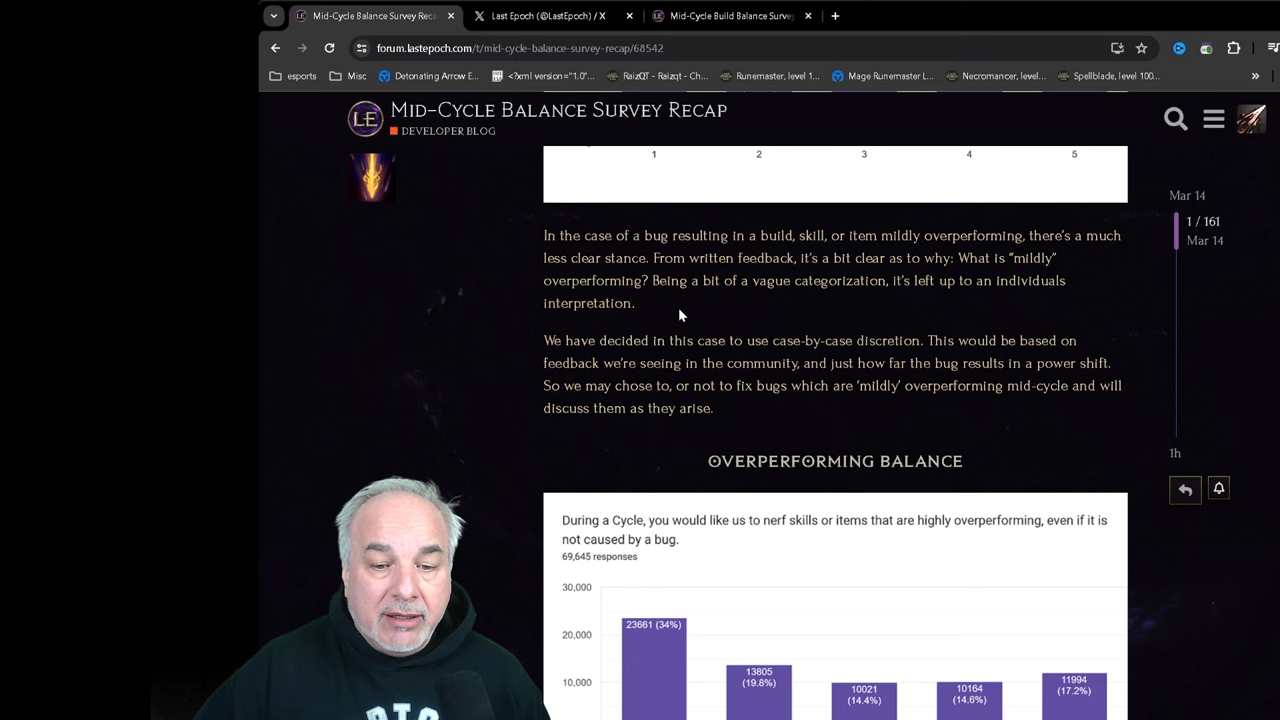 Mid-Cycle Balance Survey Reca
Last Epoch (@LastEpoch) / X
Mid-Cycle Build Balance Survey
forum.lastepoch.com/t/mid-cycle-balance-survey-recap/68542
esports
Misc
Detonating Arrow E...
<?xml version="1.0"...
RaizQT - Raizqt - Ch...
Runemaster, level 1...
Mage Runemaster L...
Necromancer, level...
Spellblade, level 100...
»
LE
Mid-Cycle Balance Survey Recap
DEVELOPER BLOG
1 2 3 4 5
Mar 14
1 / 161
Mar 14
1h
In the case of a bug resulting in a build, skill, or item mildly overperforming, there's a much
less clear stance. From written feedback, it's a bit clear as to why: What is “mildly”
overperforming? Being a bit of a vague categorization, it's left up to an individuals
interpretation.
We have decided in this case to use case-by-case discretion. This would be based on
feedback we're seeing in the community, and just how far the bug results in a power shift.
So we may chose to, or not to fix bugs which are ‘mildly’ overperforming mid-cycle and will
discuss them as they arise.
OVERPERFORMING BALANCE
During a Cycle, you would like us to nerf skills or items that are highly overperforming, even if it is
not caused by a bug.
69,645 responses
30,000
20,000
10,000
23661 (34%)
13805
(19.8%)
10021
(14.4%)
10164
(14.6%)
11994
(17.2%)